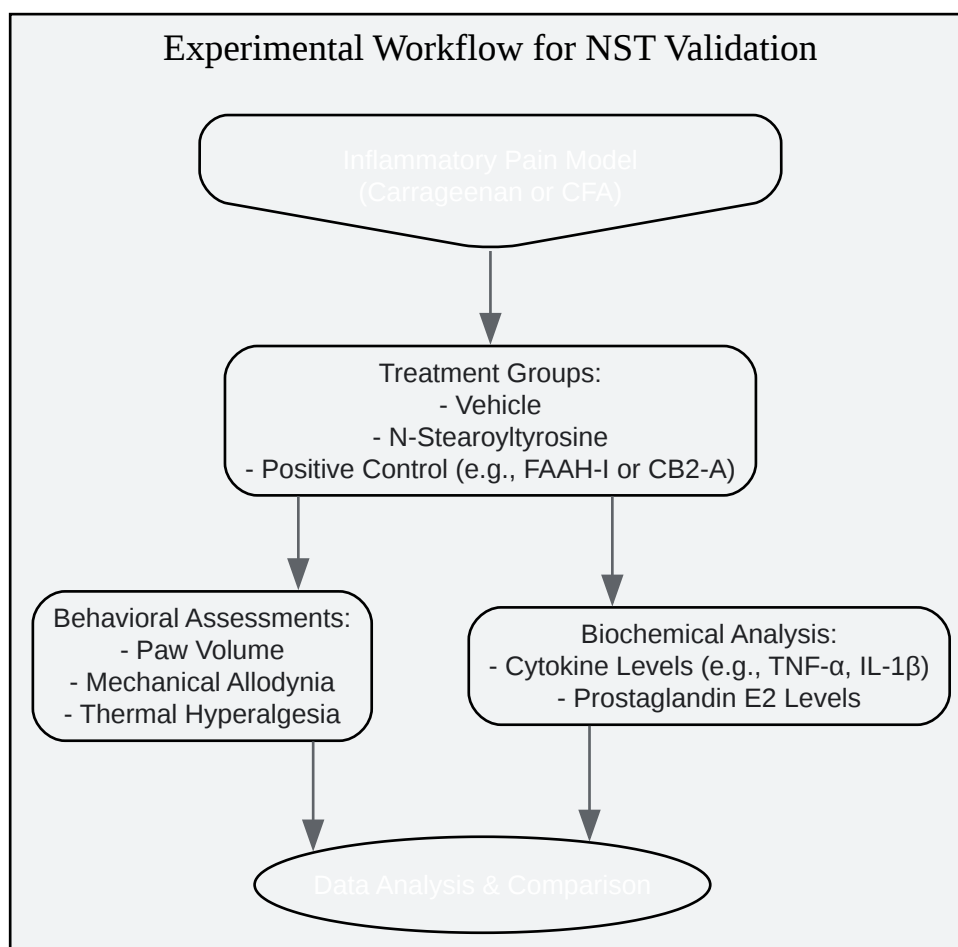 Experimental Workflow for NST Validation
Inflammatory Pain Model
(Carrageenan or CFA)
Treatment Groups:
- Vehicle
- N-Stearoyltyrosine
- Positive Control (e.g., FAAH-I or CB2-A)
Behavioral Assessments:
- Paw Volume
- Mechanical Allodynia
- Thermal Hyperalgesia
Biochemical Analysis:
- Cytokine Levels (e.g., TNF-α, IL-1β)
- Prostaglandin E2 Levels
Data Analysis & Comparison